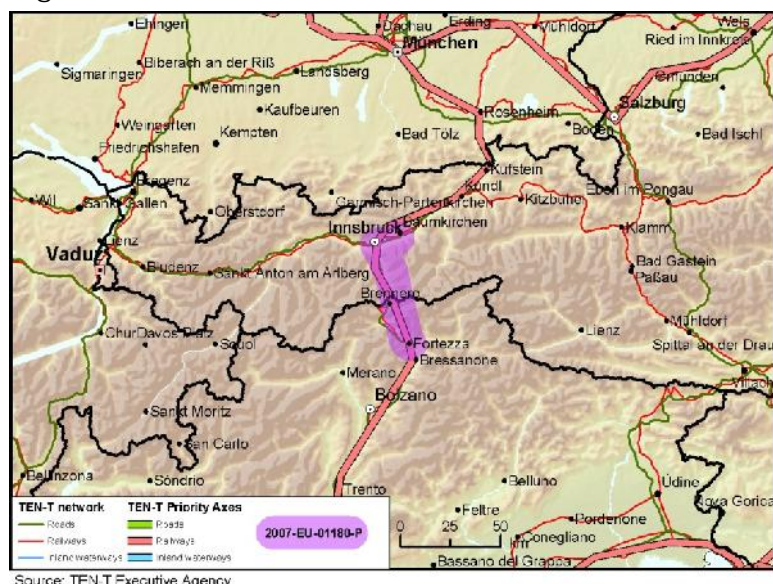 Ehingen
Dachau
Erding
Mühldorf
Wels
München
Ried im Innkreis
Sigmaringen
Biberach an der Riß
Landsberg
Gmunden
Memmingen
Kaufbeuren
Rosenheim
Salzburg
Weingarten
Kempten
Bad Tölz
Boden
Bad Ischl
Friedrichshafen
Kufstein
Bregenz
Kundl
Wil
Sankt Gallen
Oberstdorf
Garmisch-Partenkirchen
Kitzbühe
Eben im Pongau
Baumkirchen
Innsbruck
Klamm
Lienz
Vaduz
Bludenz
Sankt Anton am Arlberg
Bad Gastein
Paßau
Brennero
Chur
Davos Platz
Scuol
Fortezza
Lienz
Mühldorf
Bressanone
Spittal an der Drau
Merano
Villach
Sankt Moritz
Bolzano
San Carlo
Bellinzona
Sondrio
Trento
Belluno
Udine
Feltre
Nova Gorica
Pordenone
Conegliano
Bassano del Grappa
TEN-T network
Roads
Railways
Inland waterways
TEN-T Priority Axes
Roads
Railways
Inland waterways
2007-EU-01180-P
0 25 50
km
Source: TEN-T Executive Agency